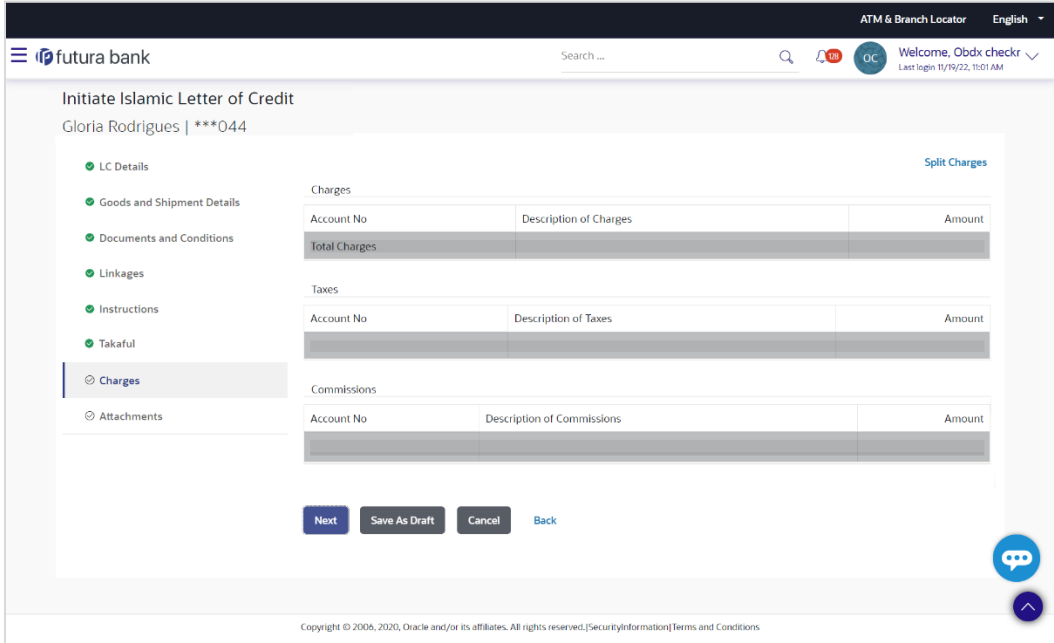 ATM & Branch Locator English
futura bank
Search ...
128
OC
Welcome, Obdx checkr
Last login 11/19/22, 11:01 AM
Initiate Islamic Letter of Credit
Gloria Rodrigues | ***044
LC Details
Goods and Shipment Details
Documents and Conditions
Linkages
Instructions
Takaful
Charges
Attachments
Split Charges
Charges
Account No Description of Charges Amount
Total Charges
Taxes
Account No Description of Taxes Amount
Commissions
Account No Description of Commissions Amount
Next Save As Draft Cancel Back
Copyright © 2006, 2020, Oracle and/or its affiliates. All rights reserved.|SecurityInformation|Terms and Conditions